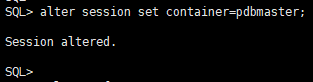 SQL> alter session set container=pdbmaster;
Session altered.
SQL>